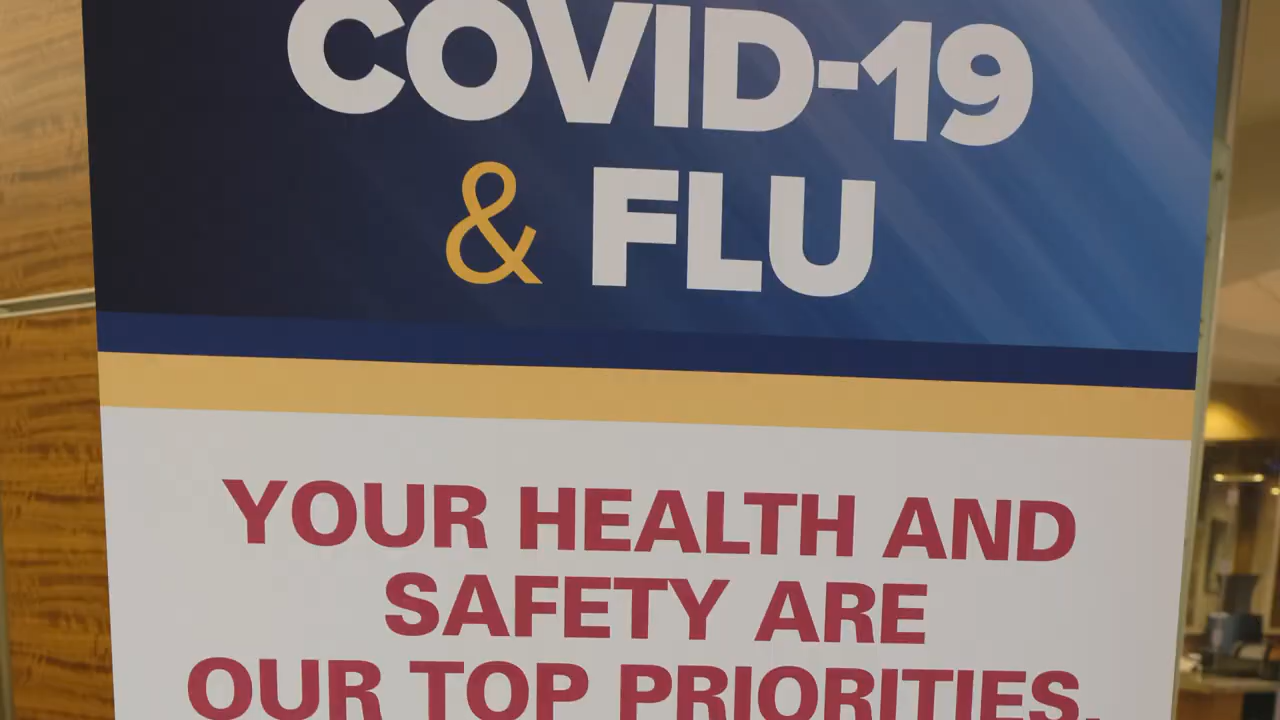 COVID-19
& FLU
YOUR HEALTH AND
SAFETY ARE
OUR TOP PRIORITIES.